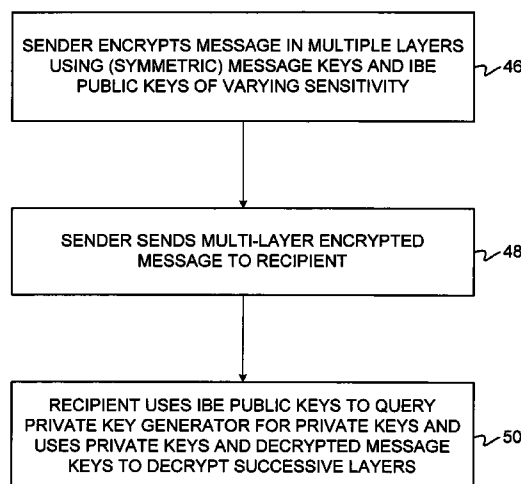 SENDER ENCRYPTS MESSAGE IN MULTIPLE LAYERS
USING (SYMMETRIC) MESSAGE KEYS AND IBE
PUBLIC KEYS OF VARYING SENSITIVITY
46
SENDER SENDS MULTI-LAYER ENCRYPTED
MESSAGE TO RECIPIENT
48
RECIPIENT USES IBE PUBLIC KEYS TO QUERY
PRIVATE KEY GENERATOR FOR PRIVATE KEYS AND
USES PRIVATE KEYS AND DECRYPTED MESSAGE
KEYS TO DECRYPT SUCCESSIVE LAYERS
50